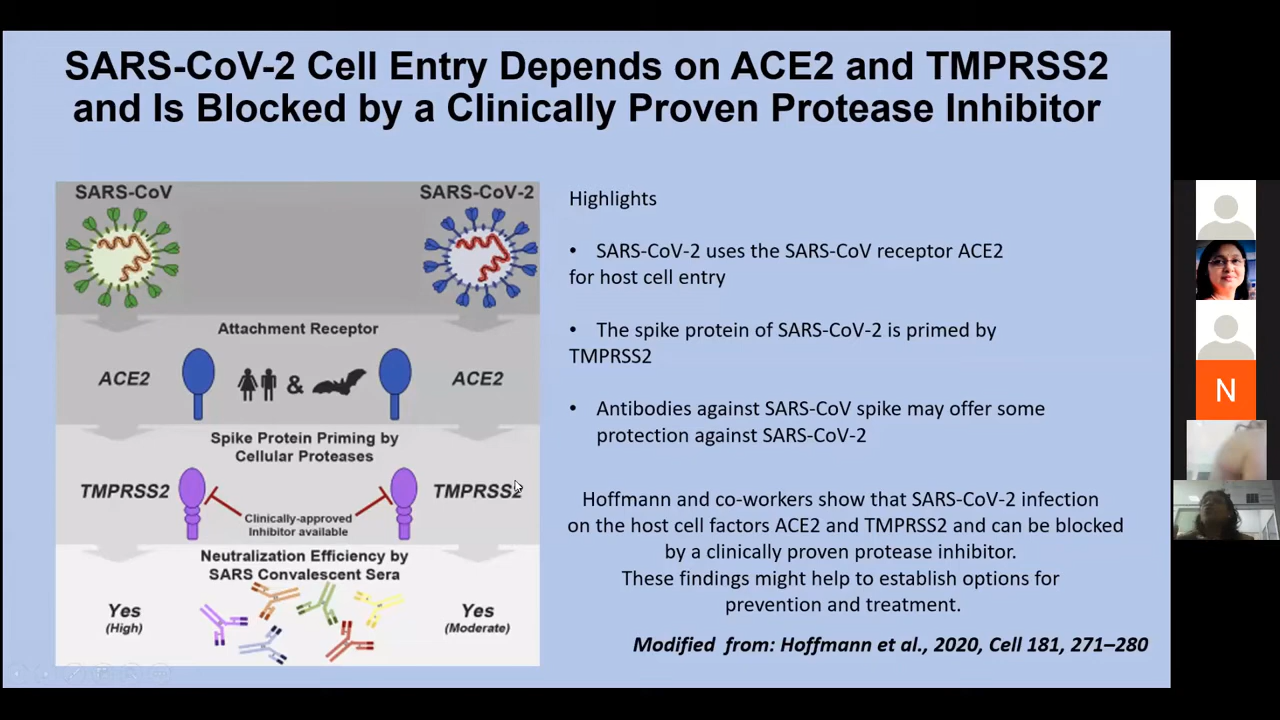 SARS-CoV-2 Cell Entry Depends on ACE2 and TMPRSS2
and Is Blocked by a Clinically Proven Protease Inhibitor
SARS-CoV
SARS-CoV-2
Attachment Receptor
ACE2
&
ACE2
Spike Protein Priming by
Cellular Proteases
TMPRSS2
TMPRSS2
Clinically-approved
Inhibitor available
Neutralization Efficiency by
SARS Convalescent Sera
Yes
(High)
Yes
(Moderate)
Highlights
• SARS-CoV-2 uses the SARS-CoV receptor ACE2
for host cell entry
• The spike protein of SARS-CoV-2 is primed by
TMPRSS2
• Antibodies against SARS-CoV spike may offer some
protection against SARS-CoV-2
Hoffmann and co-workers show that SARS-CoV-2 infection
on the host cell factors ACE2 and TMPRSS2 and can be blocked
by a clinically proven protease inhibitor.
These findings might help to establish options for
prevention and treatment.
Modified from: Hoffmann et al., 2020, Cell 181, 271–280
N